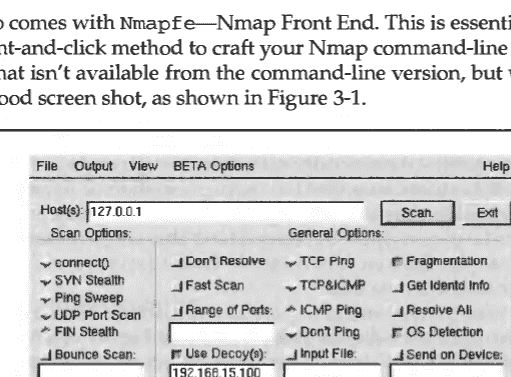 comes with Nmapfe—Nmap Front End. This is essenti
nt-and-click method to craft your Nmap command-line
hat isn't available from the command-line version, but
ood screen shot, as shown in Figure 3-1.
File Output View BETA Options Help
Host(s): 127.0.0.1 Scan. Exit
Scan Options: General Options:
connect() Don't Resolve TCP Ping Fragmentation
SYN Stealth Fast Scan TCP&ICMP Get Identd Info
Ping Sweep Range of Ports: ICMP Ping Resolve All
UDP Port Scan Don't Ping OS Detection
FIN Stealth Use Decoy(s): Input File: Send on Device:
Bounce Scan: 192.168.15.100